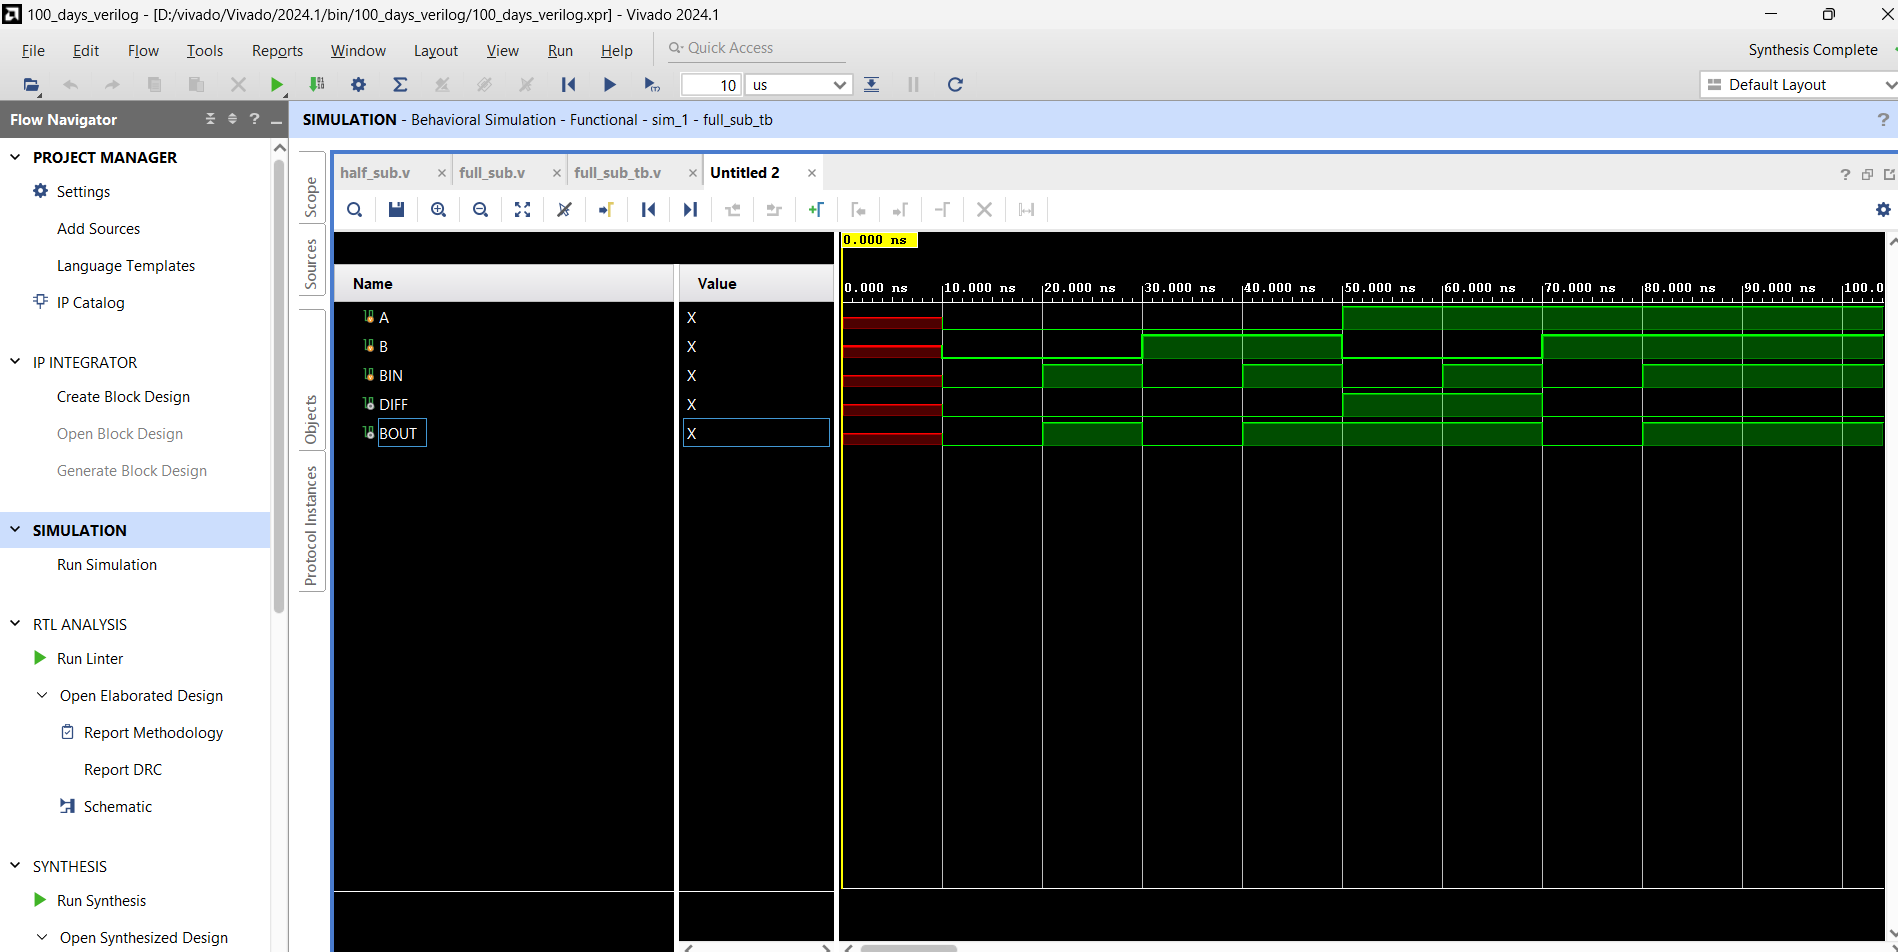 100_days_verilog - [D:/vivado/Vivado/2024.1/bin/100_days_verilog/100_days_verilog.xpr] - Vivado 2024.1
File Edit Flow Tools Reports Window Layout View Run Help Quick Access Synthesis Complete
10 us Default Layout
Flow Navigator ? SIMULATION - Behavioral Simulation - Functional - sim_1 - full_sub_tb ?
PROJECT MANAGER
Settings
Add Sources
Language Templates
IP Catalog
IP INTEGRATOR
Create Block Design
Open Block Design
Generate Block Design
SIMULATION
Run Simulation
RTL ANALYSIS
Run Linter
Open Elaborated Design
Report Methodology
Report DRC
Schematic
SYNTHESIS
Run Synthesis
Open Synthesized Design
Scope
Sources
Objects
Protocol Instances
half_sub.v × full_sub.v × full_sub_tb.v × Untitled 2 × ?
0.000 ns
Name Value
0.000 ns 10.000 ns 20.000 ns 30.000 ns 40.000 ns 50.000 ns 60.000 ns 70.000 ns 80.000 ns 90.000 ns 100.0
A X
B X
BIN X
DIFF X
BOUT X